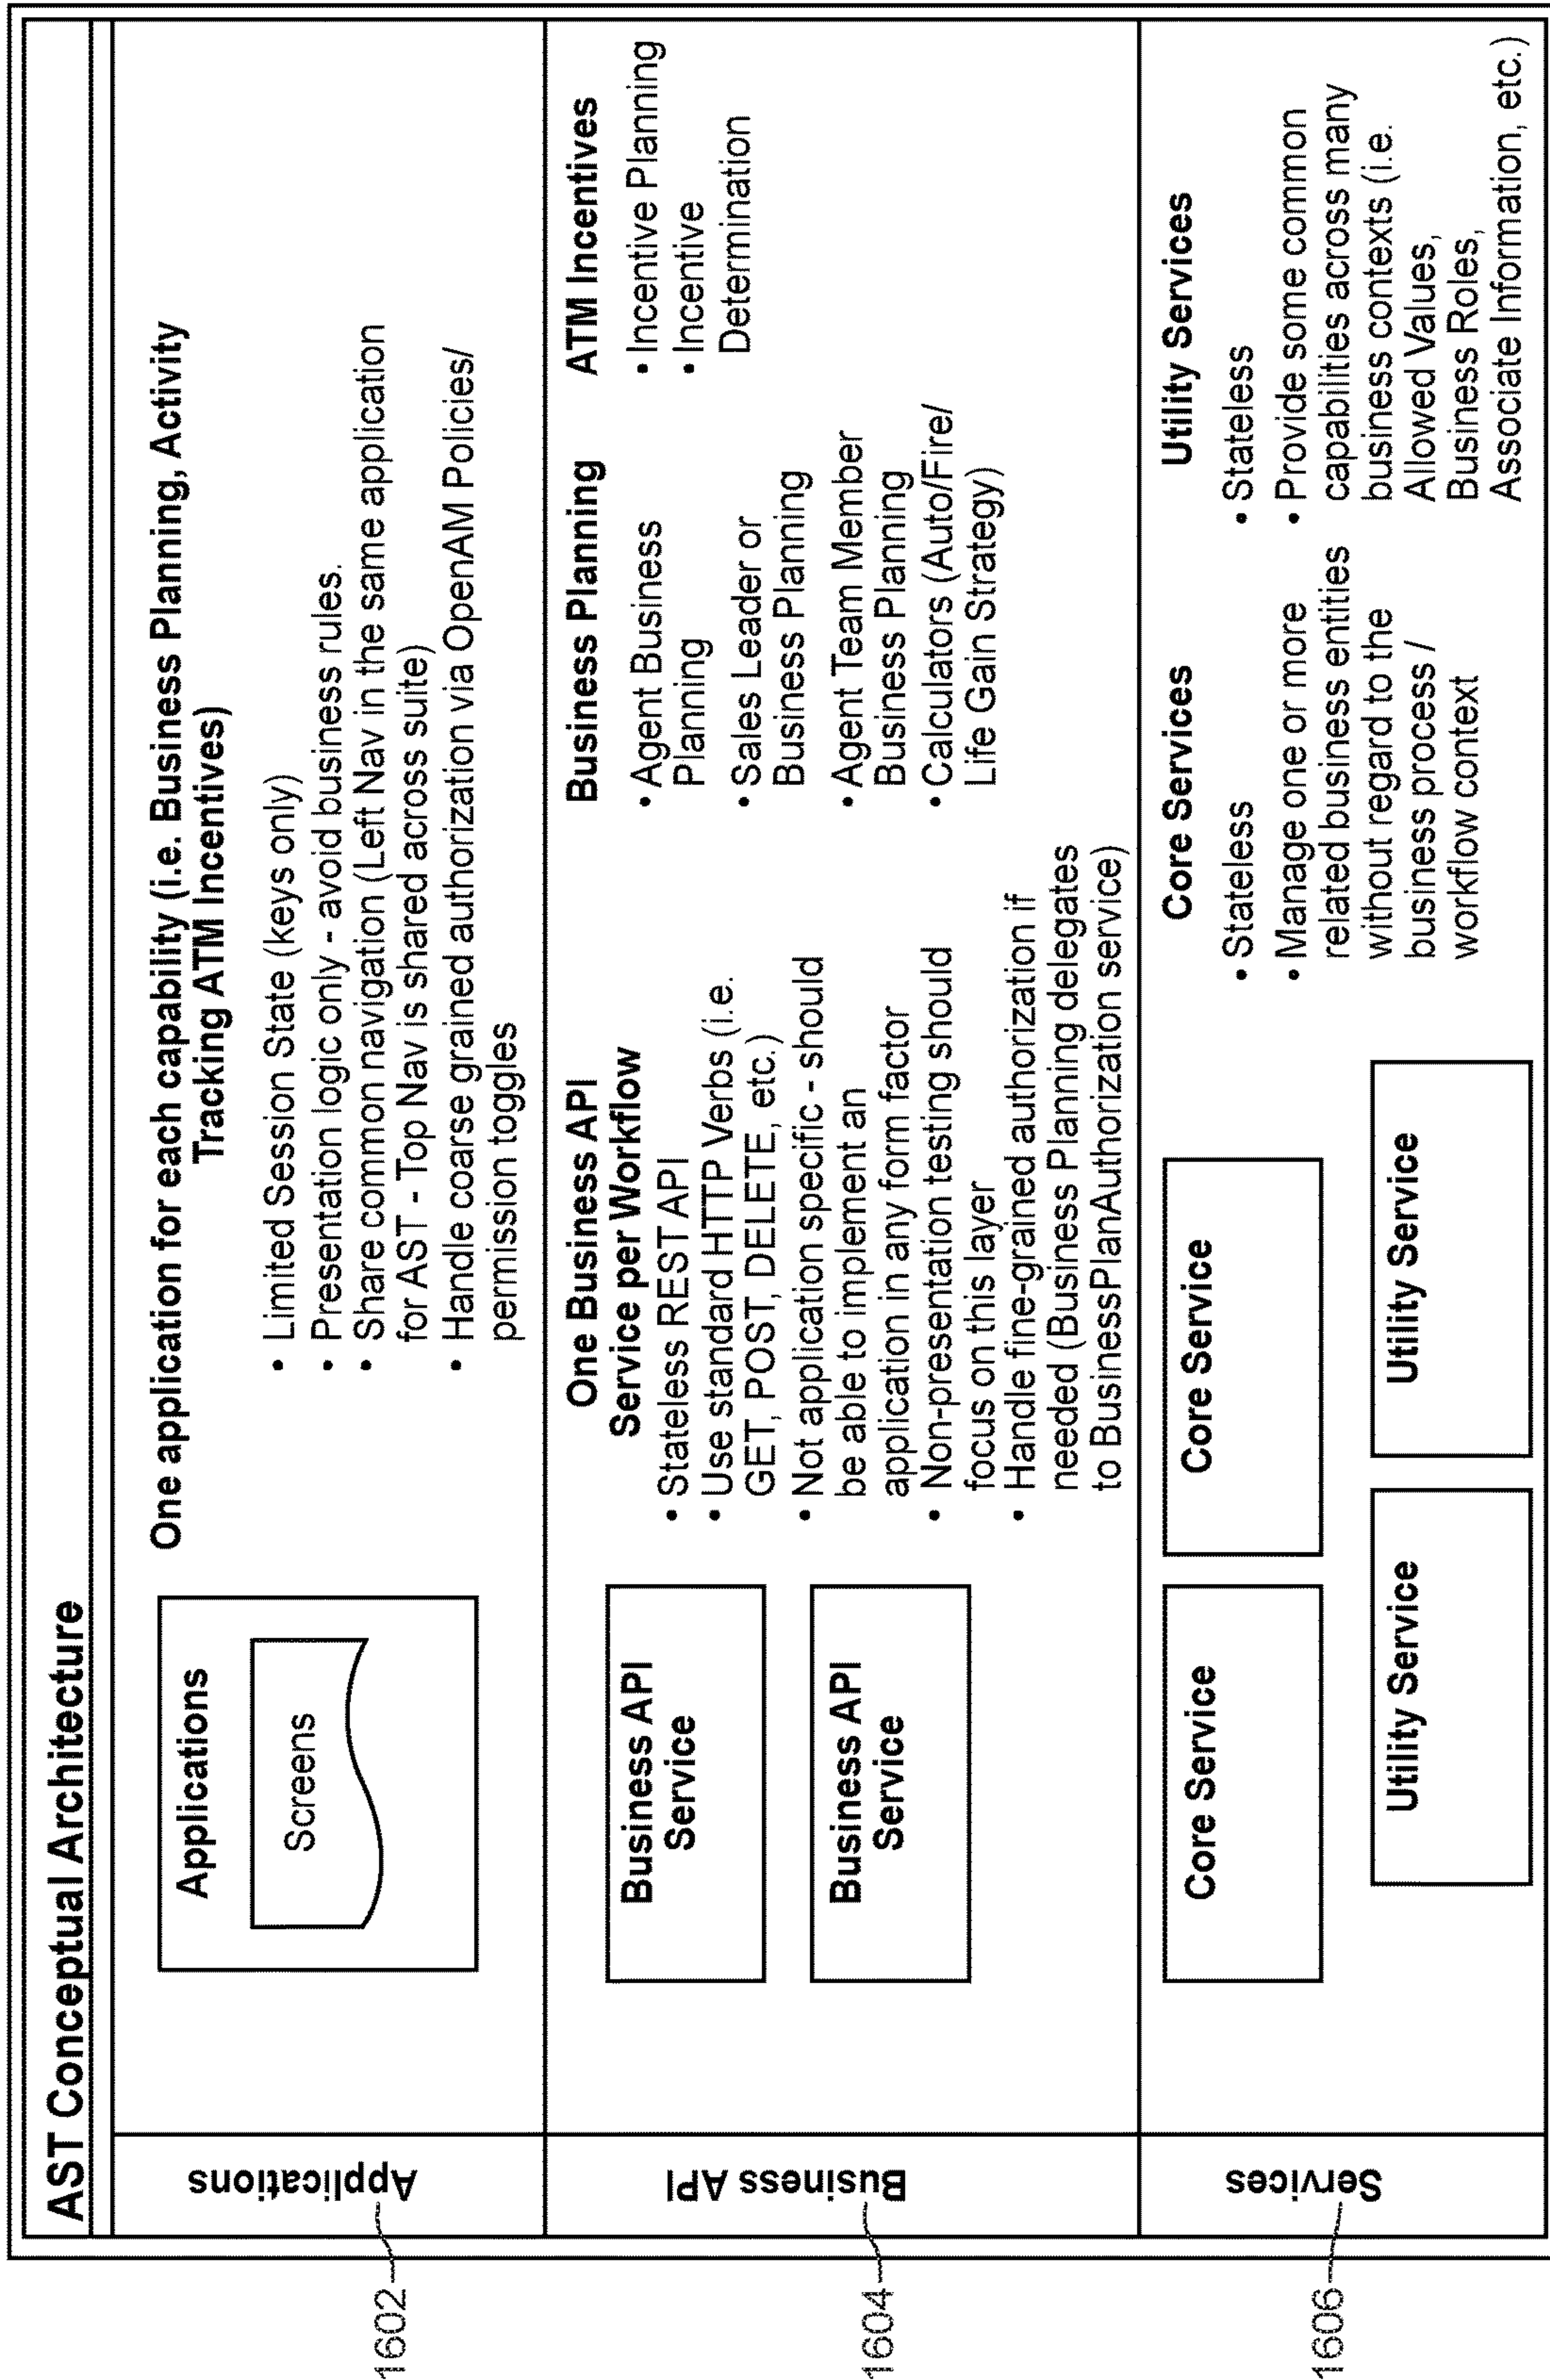 AST Conceptual Architecture
1602
Applications
Applications
Screens
One application for each capability (i.e. Business Planning, Activity
Tracking ATM Incentives)
• Limited Session State (keys only)
• Presentation logic only - avoid business rules.
• Share common navigation (Left Nav in the same application
for AST - Top Nav is shared across suite)
• Handle coarse grained authorization via OpenAM Policies/
permission toggles
1604
Business API
Business API
Service
Business API
Service
One Business API
Service per Workflow
• Stateless REST API
• Use standard HTTP Verbs (i.e.
GET, POST, DELETE, etc.)
• Not application specific - should
be able to implement an
application in any form factor
• Non-presentation testing should
focus on this layer
• Handle fine-grained authorization if
needed (Business Planning delegates
to BusinessPlanAuthorization service)
Business Planning
• Agent Business
Planning
• Sales Leader or
Business Planning
• Agent Team Member
Business Planning
• Calculators (Auto/Fire/
Life Gain Strategy)
ATM Incentives
• Incentive Planning
• Incentive
Determination
1606
Services
Core Service
Core Service
Utility Service
Utility Service
Core Services
• Stateless
• Manage one or more
related business entities
without regard to the
business process /
workflow context
Utility Services
• Stateless
• Provide some common
capabilities across many
business contexts (i.e.
Allowed Values,
Business Roles,
Associate Information, etc.)